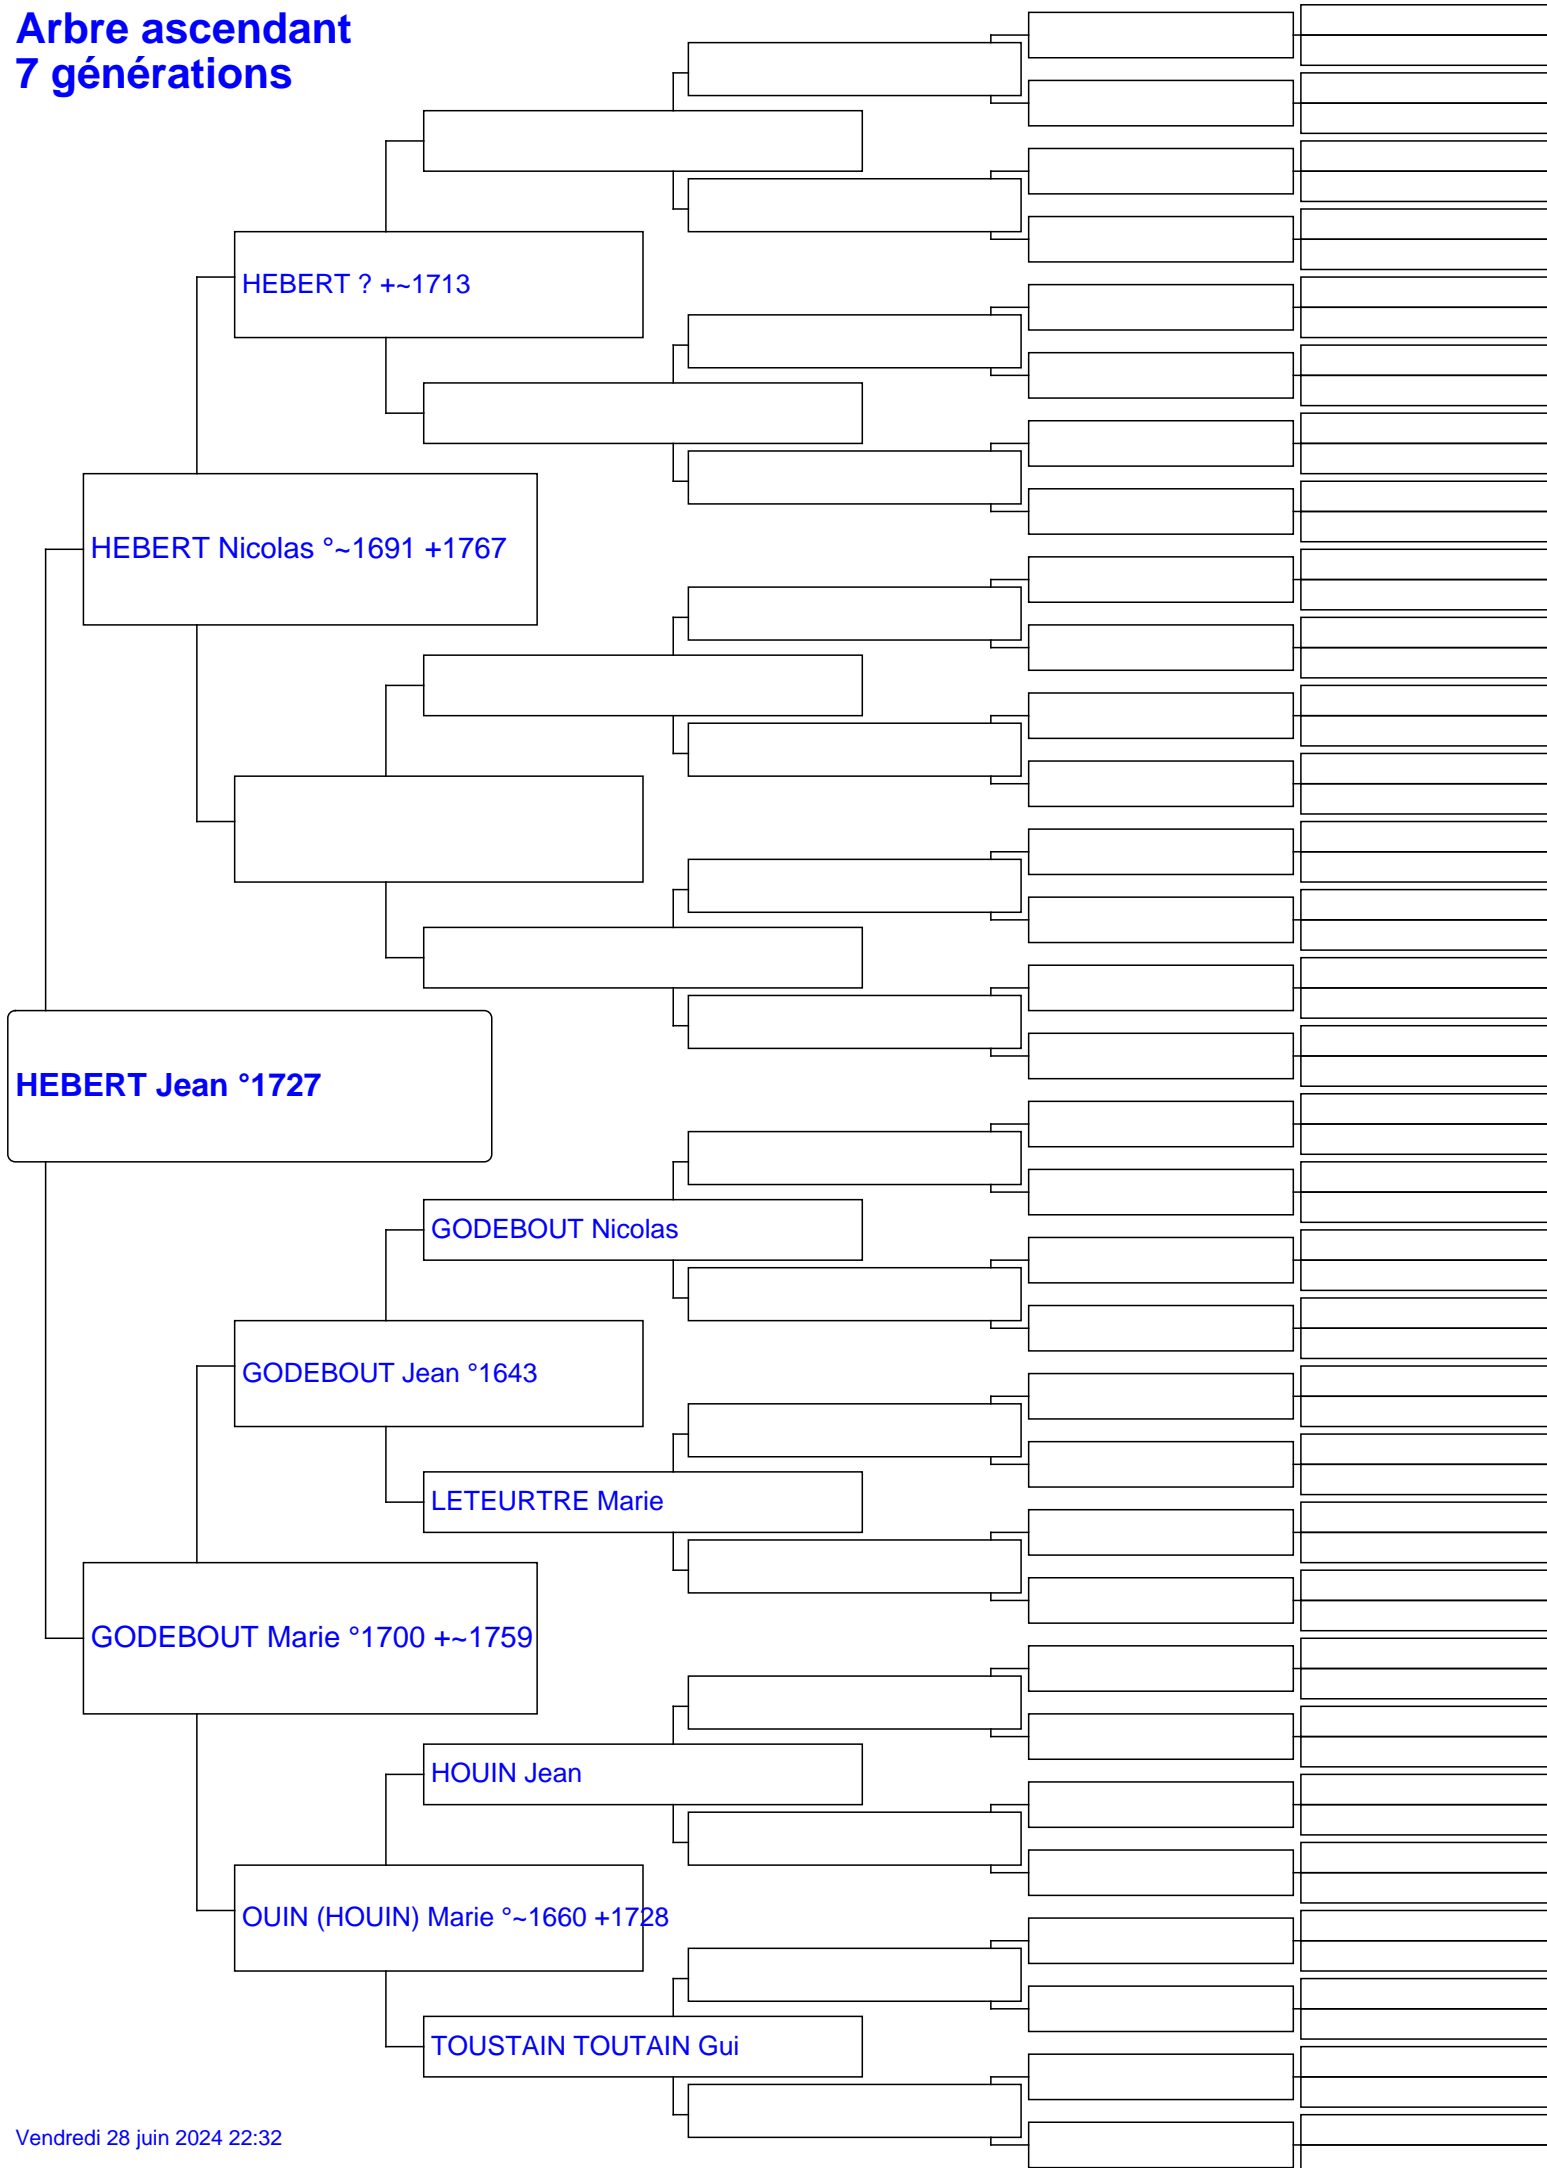 Arbre ascendant
7 générations
HEBERT ? +~1713
HEBERT Nicolas °~1691 +1767
HEBERT Jean °1727
GODEBOUT Nicolas
GODEBOUT Jean °1643
LETEURTRE Marie
GODEBOUT Marie °1700 +~1759
HOUIN Jean
OUIN (HOUIN) Marie °~1660 +1728
TOUSTAIN TOUTAIN Gui
Vendredi 28 juin 2024 22:32